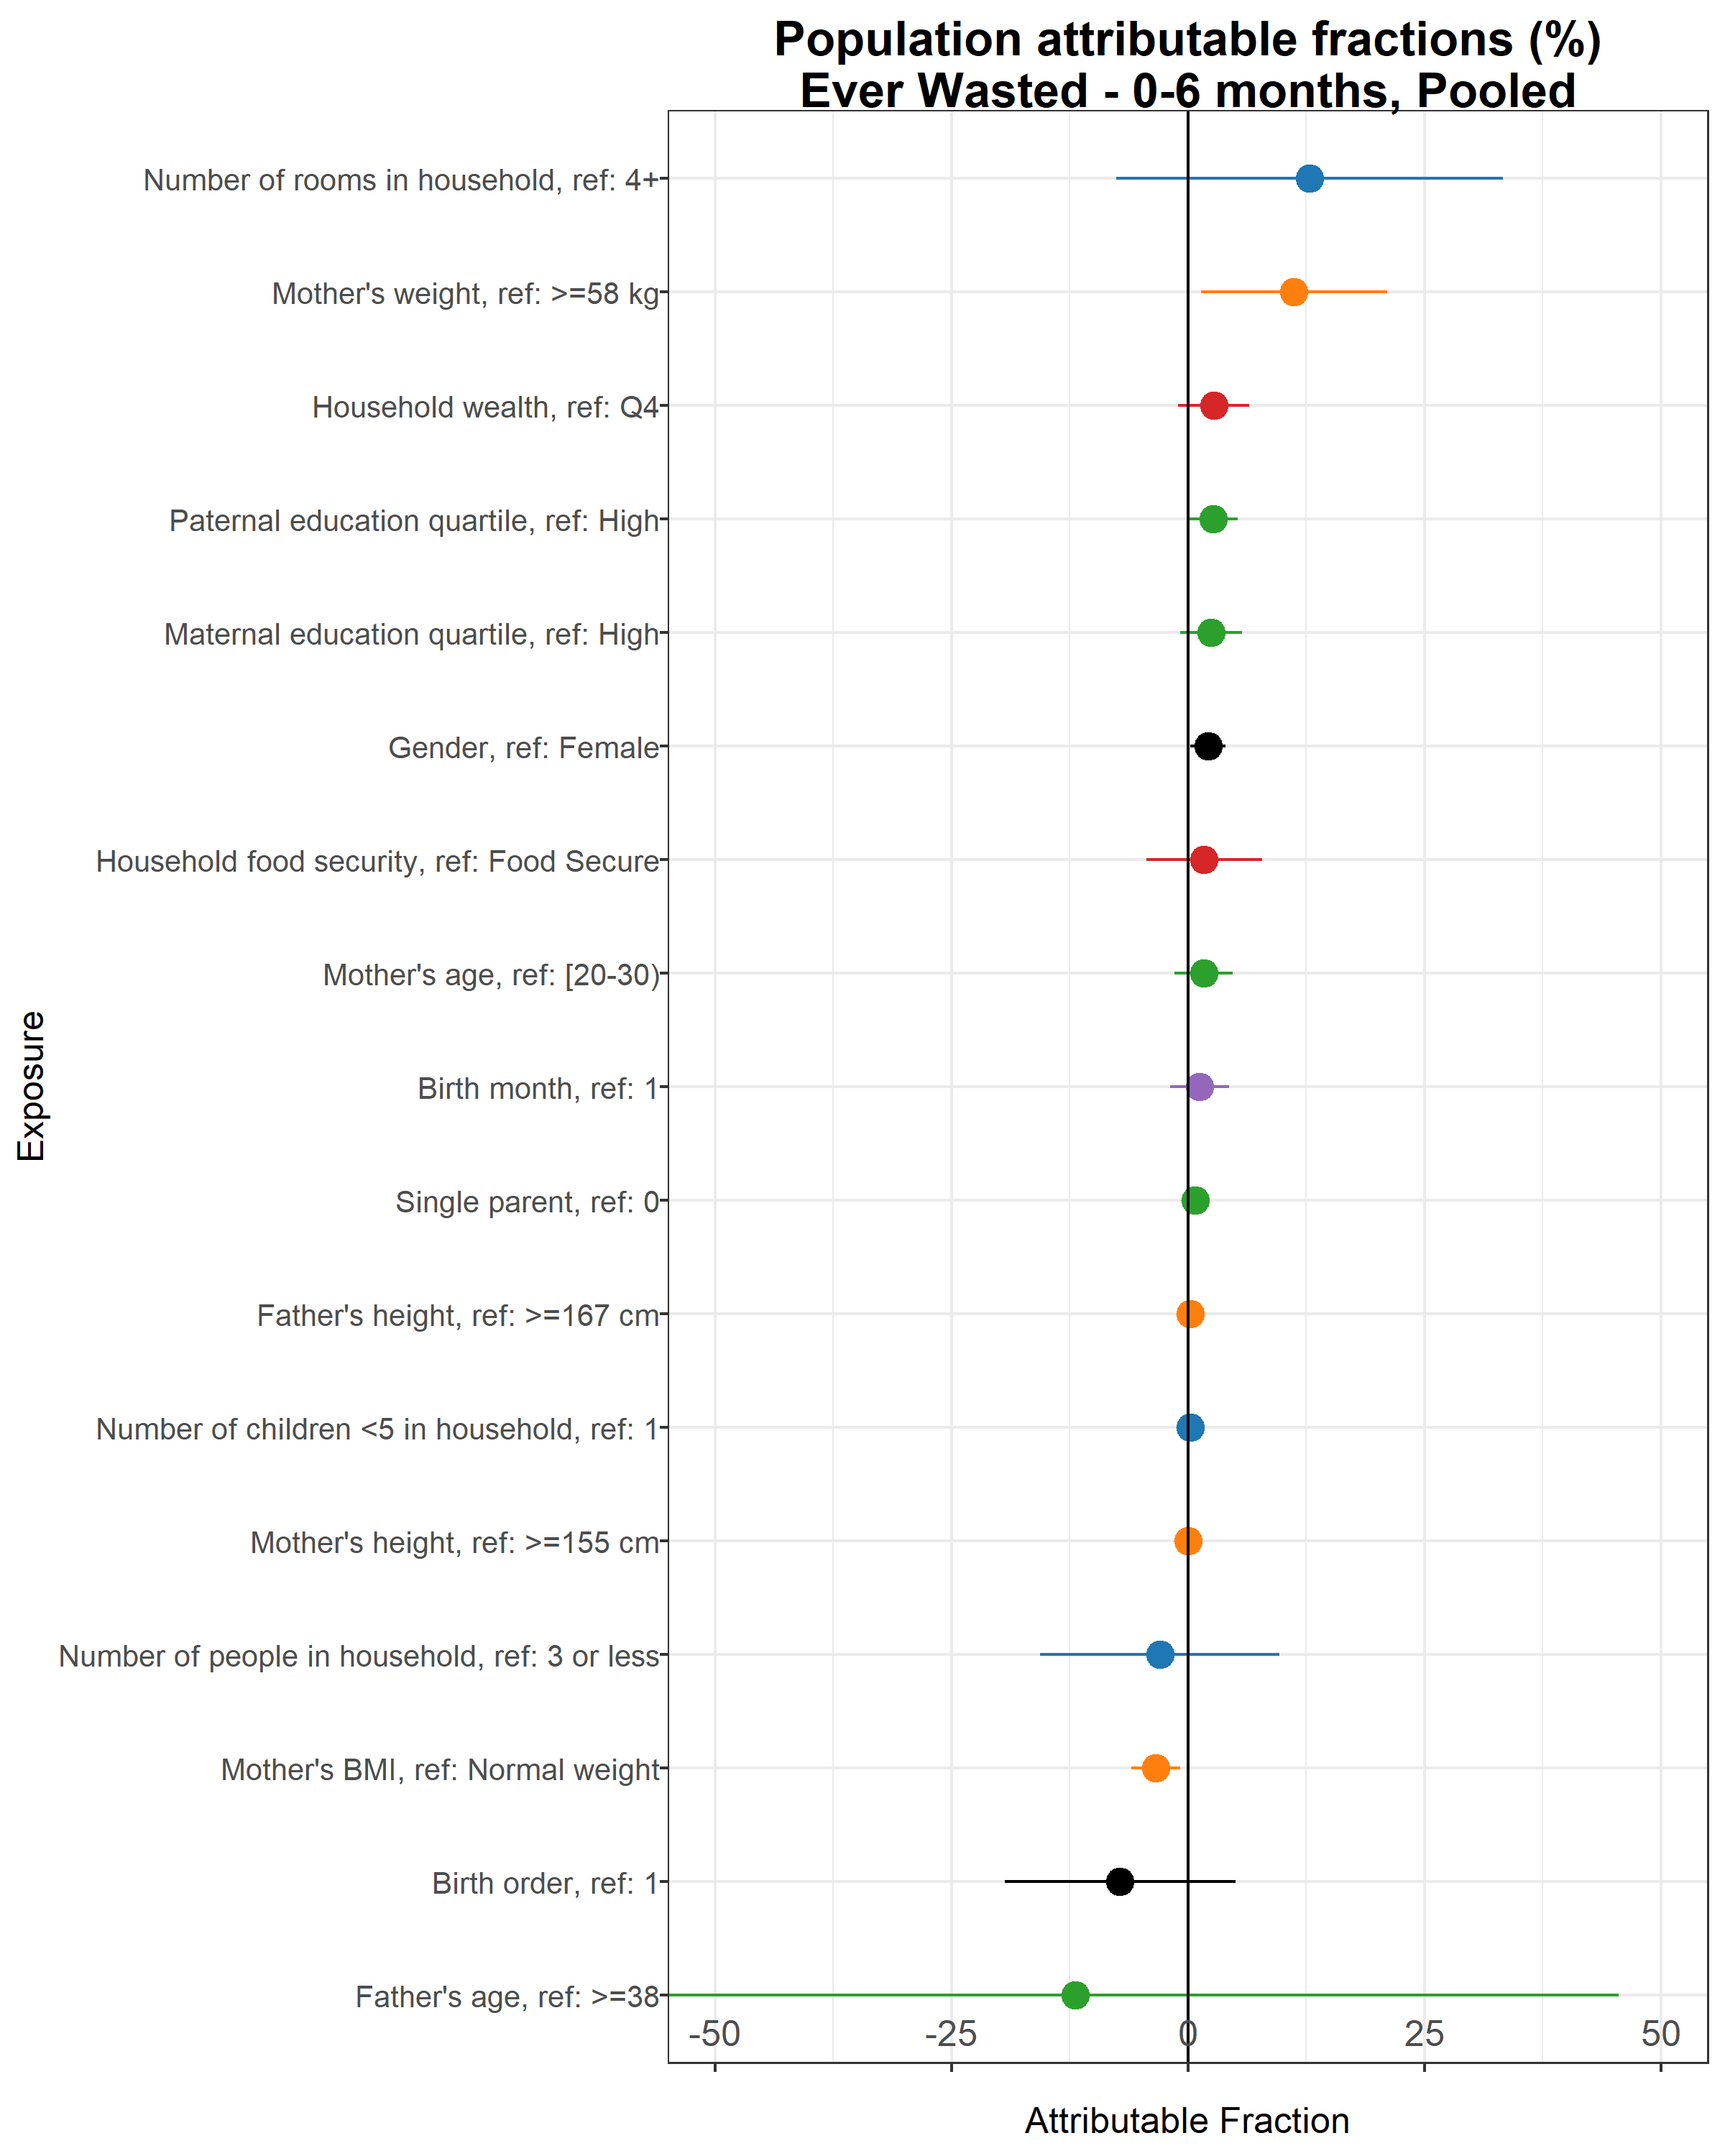 Population attributable fractions (%)
Ever Wasted - 0-6 months, Pooled
Number of rooms in household, ref: 4+
Mother's weight, ref: >=58 kg
Household wealth, ref: Q4
Paternal education quartile, ref: High
Maternal education quartile, ref: High
Gender, ref: Female
Household food security, ref: Food Secure
Mother's age, ref: [20-30)
Birth month, ref: 1
Single parent, ref: 0
Father's height, ref: >=167 cm
Number of children <5 in household, ref: 1
Mother's height, ref: >=155 cm
Number of people in household, ref: 3 or less
Mother's BMI, ref: Normal weight
Birth order, ref: 1
Father's age, ref: >=38
Exposure
-50 -25 0 25 50
Attributable Fraction